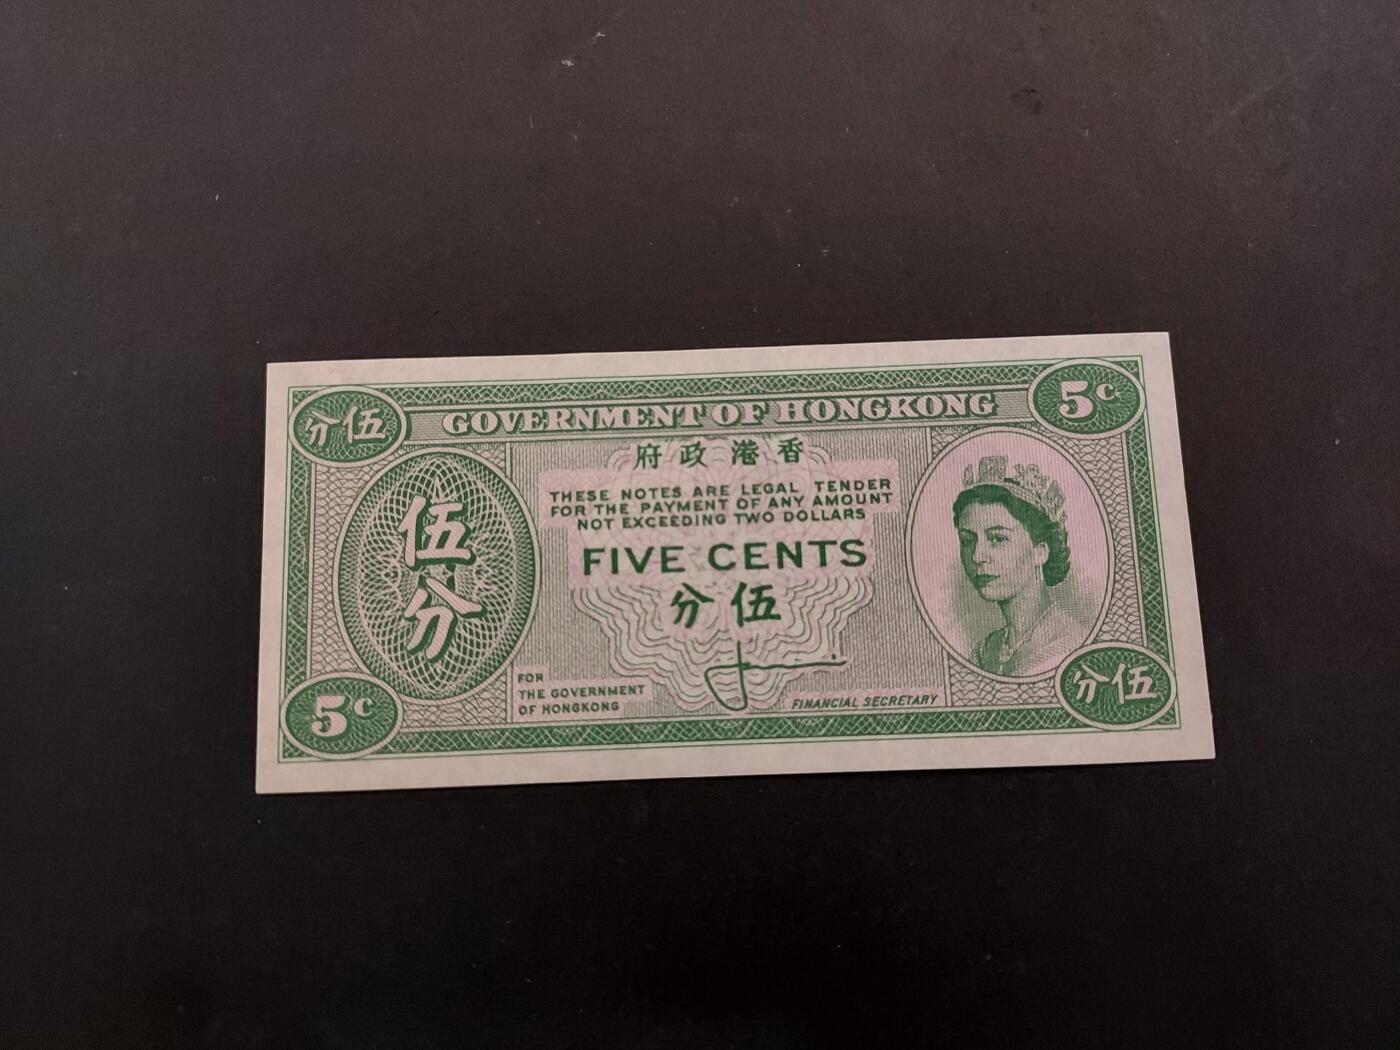 分伍
GOVERNMENT OF HONGKONG
5c
府政港香
THESE NOTES ARE LEGAL TENDER
FOR THE PAYMENT OF ANY AMOUNT
NOT EXCEEDING TWO DOLLARS
伍分
FIVE CENTS
分伍
FOR
THE GOVERNMENT
OF HONGKONG
FINANCIAL SECRETARY
5c
分伍